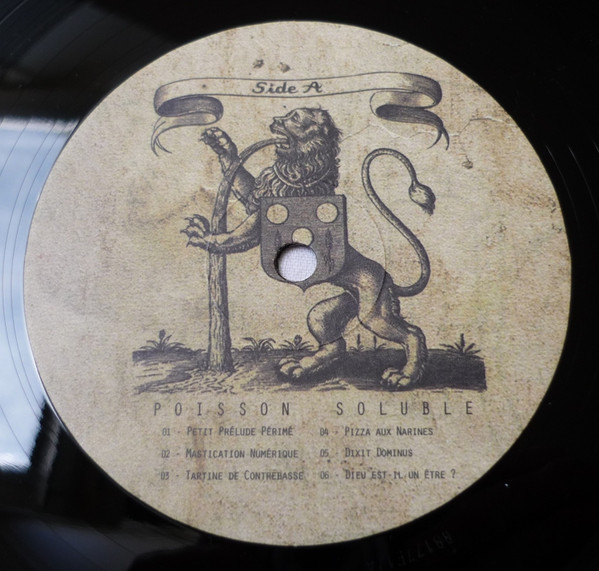 Side A
POISSON SOLUBLE
01 - PETIT PRÉLUDE PÉRIMÉ
02 - MASTICATION NUMÉRIQUE
03 - TARTINE DE CONTREBASSE
04 - PIZZA AUX NARINES
05 - DIXIT DOMINUS
06 - DIEU EST-IL UN ÊTRE ?